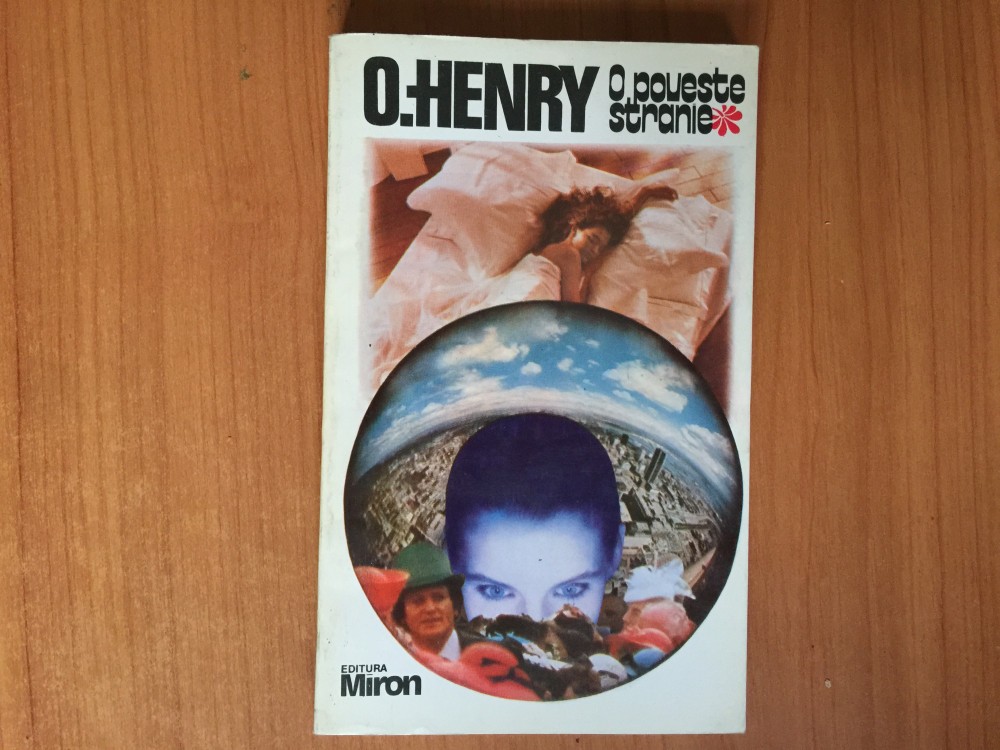 O. HENRY
O poveste
stranie
EDITURA
Miron